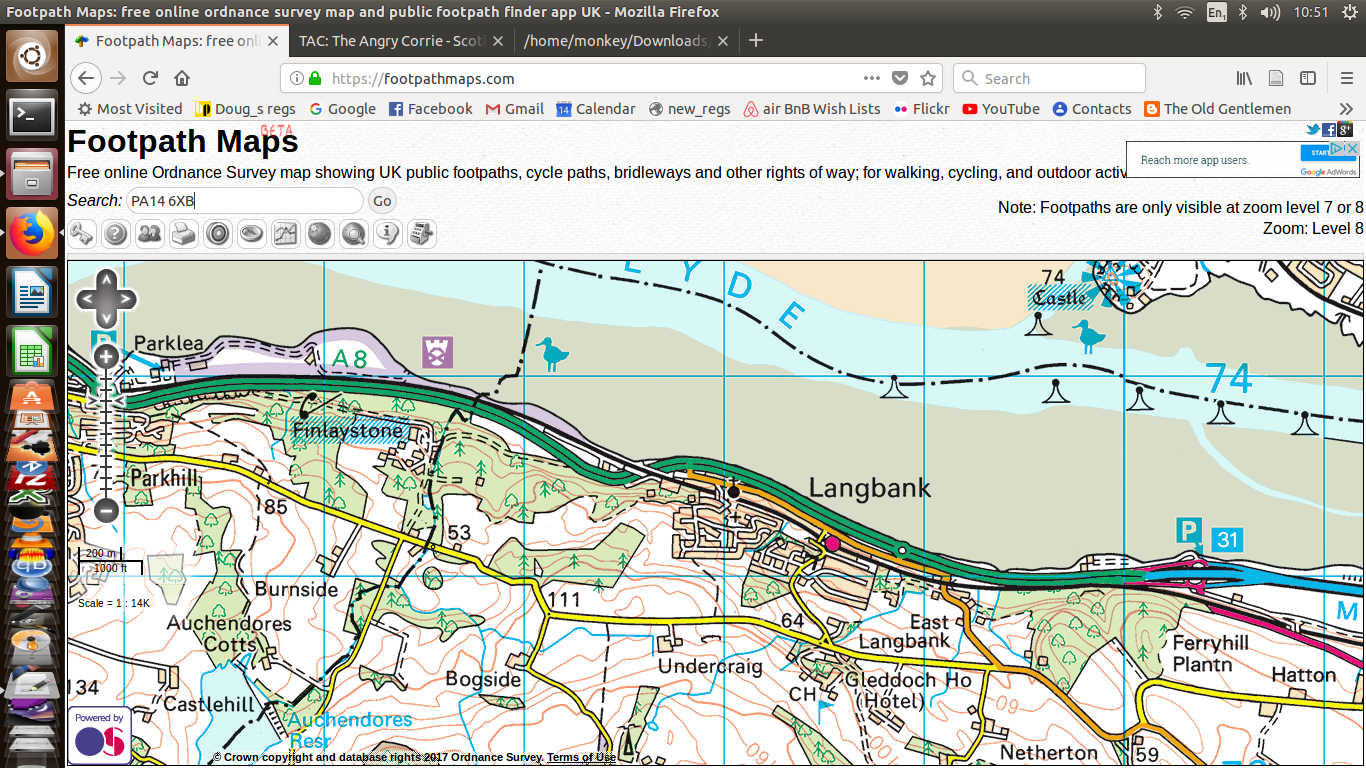 Footpath Maps: free online ordnance survey map and public footpath finder app UK - Mozilla Firefox
En1
10:51
Footpath Maps: free onl
TAC: The Angry Corrie - Scot
/home/monkey/Downloads/
https://footpathmaps.com
Search
Most Visited
Doug_s regs
Google
Facebook
Gmail
14
Calendar
new_regs
air BnB Wish Lists
Flickr
YouTube
Contacts
The Old Gentlemen
BETA
Footpath Maps
Free online Ordnance Survey map showing UK public footpaths, cycle paths, bridleways and other rights of way; for walking, cycling, and outdoor activ
Reach more app users.
START
Google AdWords
Search:
PA14 6XB
Go
Note: Footpaths are only visible at zoom level 7 or 8
Zoom: Level 8
L Y D E
74
Castle
Parklea
A 8
74
Finlaystone
Parkhill
85
Langbank
53
P
31
200 m
1000 ft
Scale = 1 : 14K
Burnside
111
M
Auchendores
Cotts
64
East
Langbank
Ferryhill
Plantn
Undercraig
Bogside
CH
Gleddoch Ho
(Hotel)
Hatton
134
Castlehill
Auchendores
Resr
Netherton
59
Powered by
OS
© Crown copyright and database rights 2017 Ordnance Survey. Terms of Use